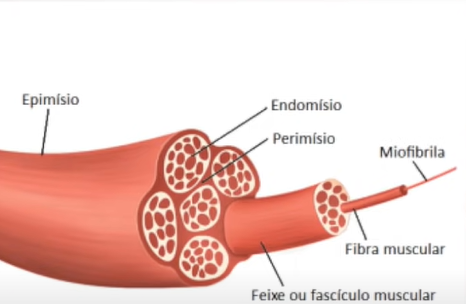 Epimísio
Endomísio
Perimísio
Miofibrila
Fibra muscular
Feixe ou fascículo muscular